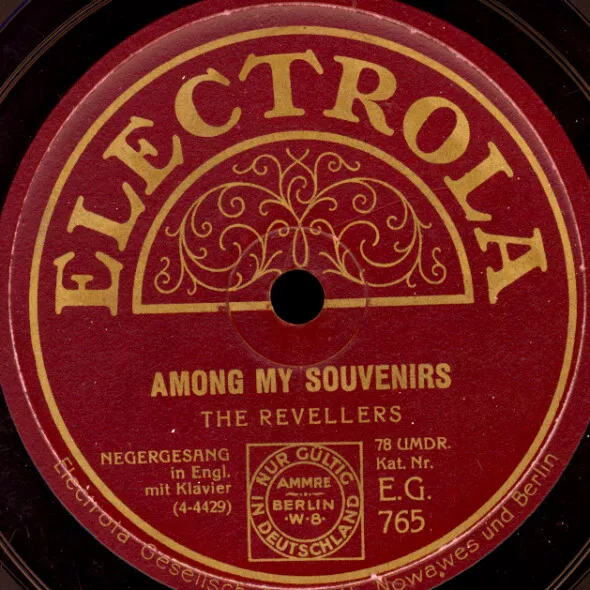 ELECTROLA
AMONG MY SOUVENIRS
THE REVELLERS
NEGERGESANG
in Engl.
mit Klavier
(4-4429)
NUR GÜLTIG
IN DEUTSCHLAND
AMMRE
BERLIN
·W·8·
78 UMDR.
Kat. Nr.
E.G.
765
Electrola
Nowawes und Berlin